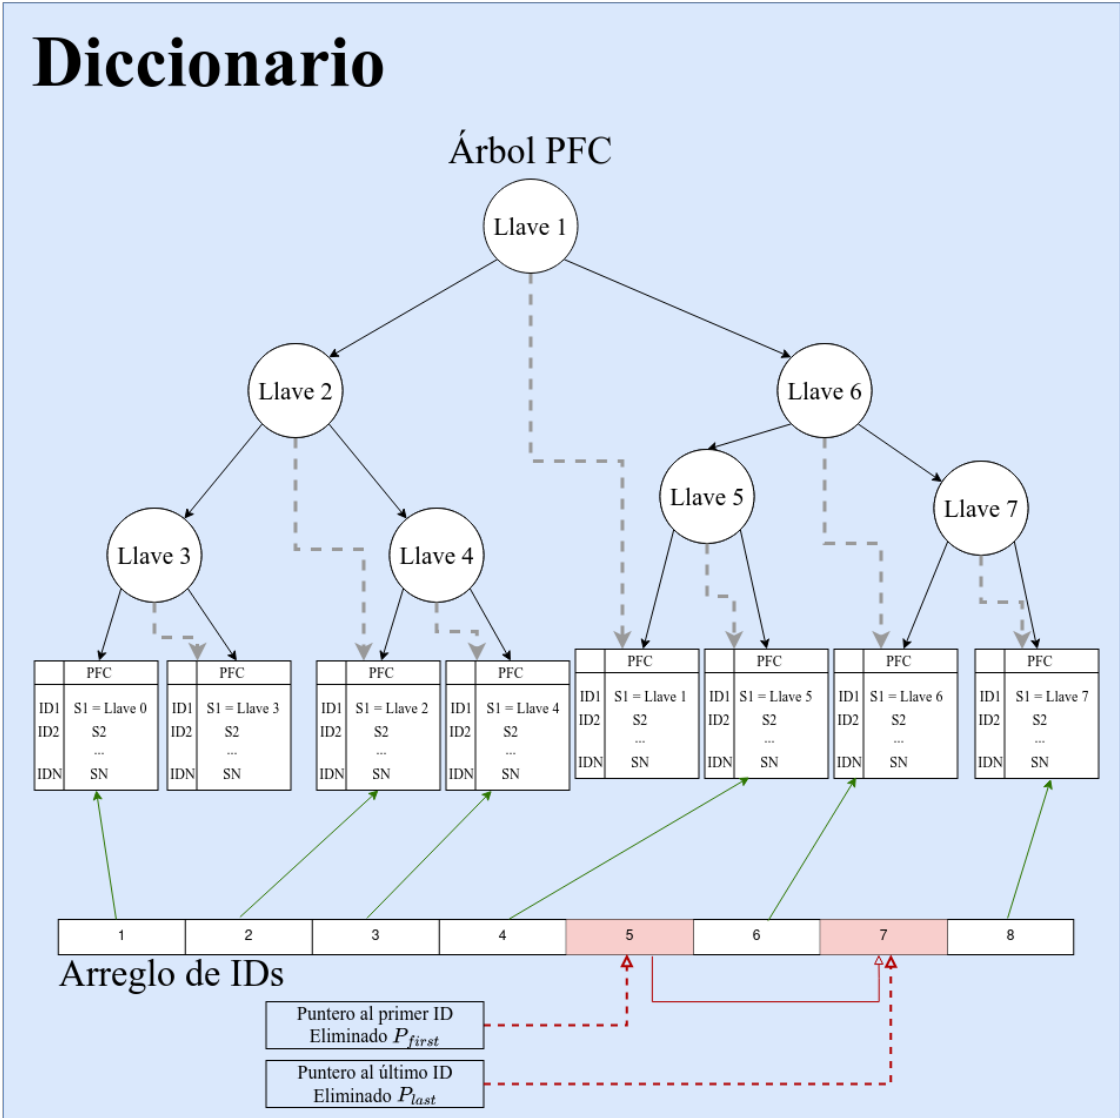 Diccionario
Árbol PFC
Llave 1
Llave 2
Llave 6
Llave 5
Llave 7
Llave 3
Llave 4
PFC
ID1 S1 = Llave 0
ID2 S2
...
IDN SN
PFC
ID1 S1 = Llave 3
ID2 S2
...
IDN SN
PFC
ID1 S1 = Llave 2
ID2 S2
...
IDN SN
PFC
ID1 S1 = Llave 4
ID2 S2
...
IDN SN
PFC
ID1 S1 = Llave 1
ID2 S2
...
IDN SN
PFC
ID1 S1 = Llave 5
ID2 S2
...
IDN SN
PFC
ID1 S1 = Llave 6
ID2 S2
...
IDN SN
PFC
ID1 S1 = Llave 7
ID2 S2
...
IDN SN
1 2 3 4 5 6 7 8
Arreglo de IDs
Puntero al primer ID
Eliminado P_first
Puntero al último ID
Eliminado P_last